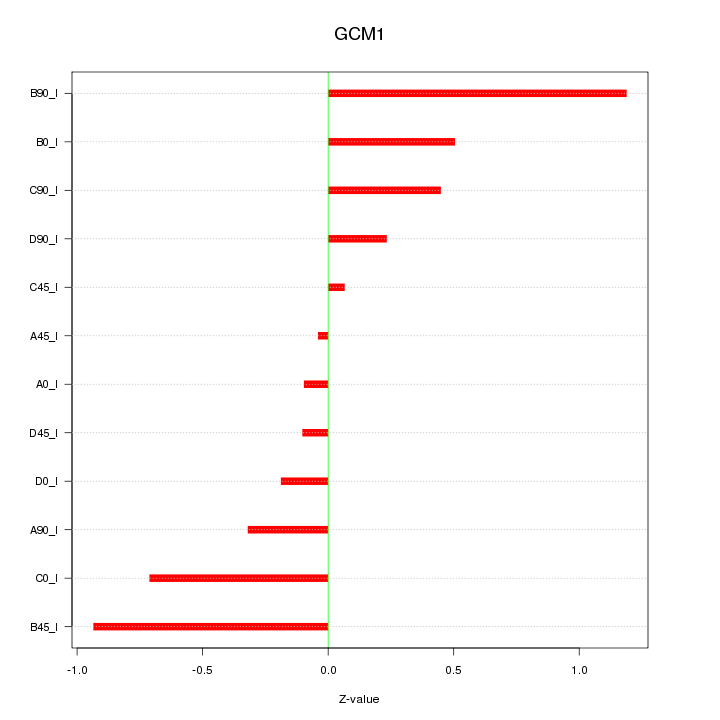 GCM1
B90_I
B0_I
C90_I
D90_I
C45_I
A45_I
A0_I
D45_I
D0_I
A90_I
C0_I
B45_I
-1.0 -0.5 0.0 0.5 1.0
Z-value